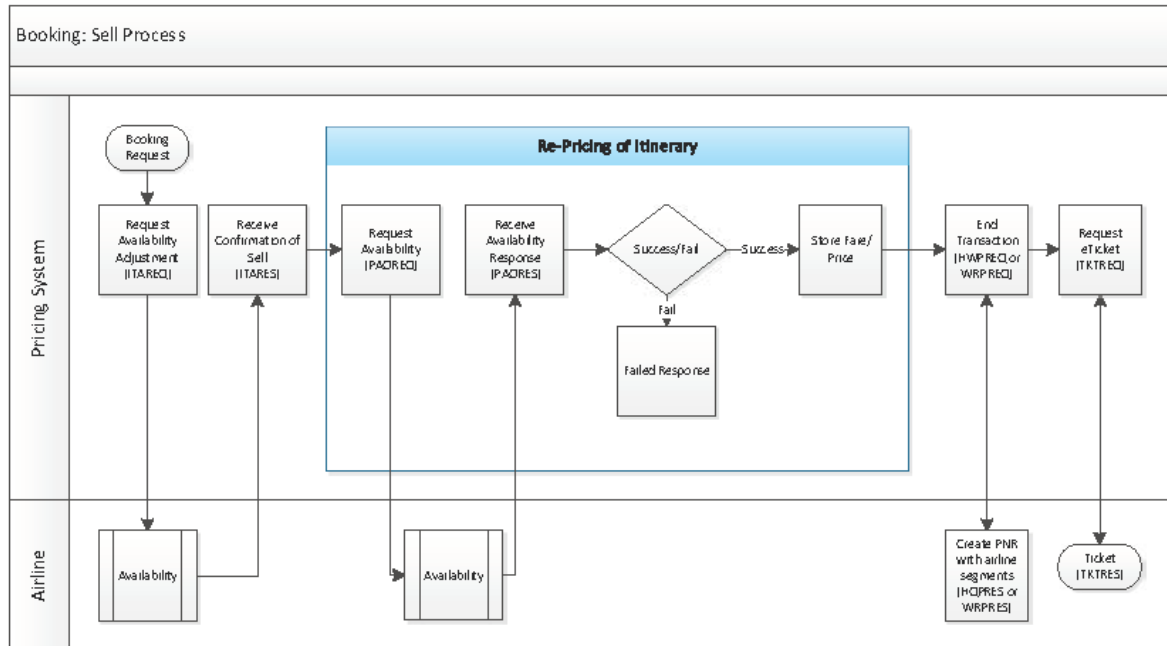 Booking: Sell Process
Pricing System
Booking
Request
Request
Availability
Adjustment
(ITAREQ)
Receive
Confirmation of
Sell
(ITARES)
Re-Pricing of Itinerary
Request
Availability
(PAOREQ)
Receive
Availability
Response
(PAORES)
Success/Fail
Success
Fail
Failed Response
Store Fare/
Price
End
Transaction
(HWPREQ or
WRPREQ)
Request
eTicket
(TKTREQ)
Airline
Availability
Availability
Create PNR
with airline
segments
(HQPRES or
WRPRES)
Ticket
(TKTRES)